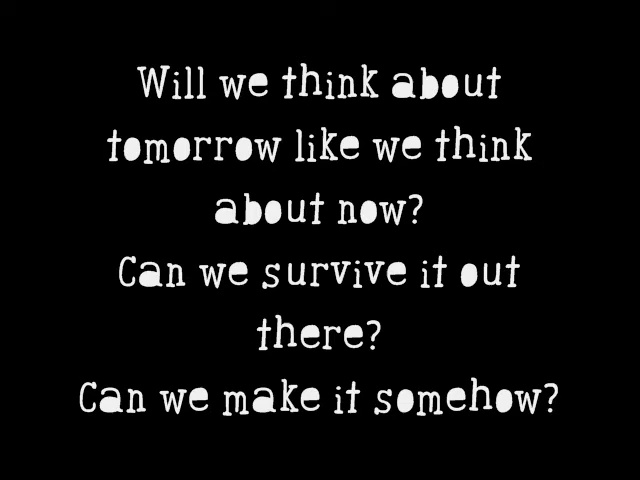 Will we think about
tomorrow like we think
about now?
Can we survive it out
there?
Can we make it somehow?